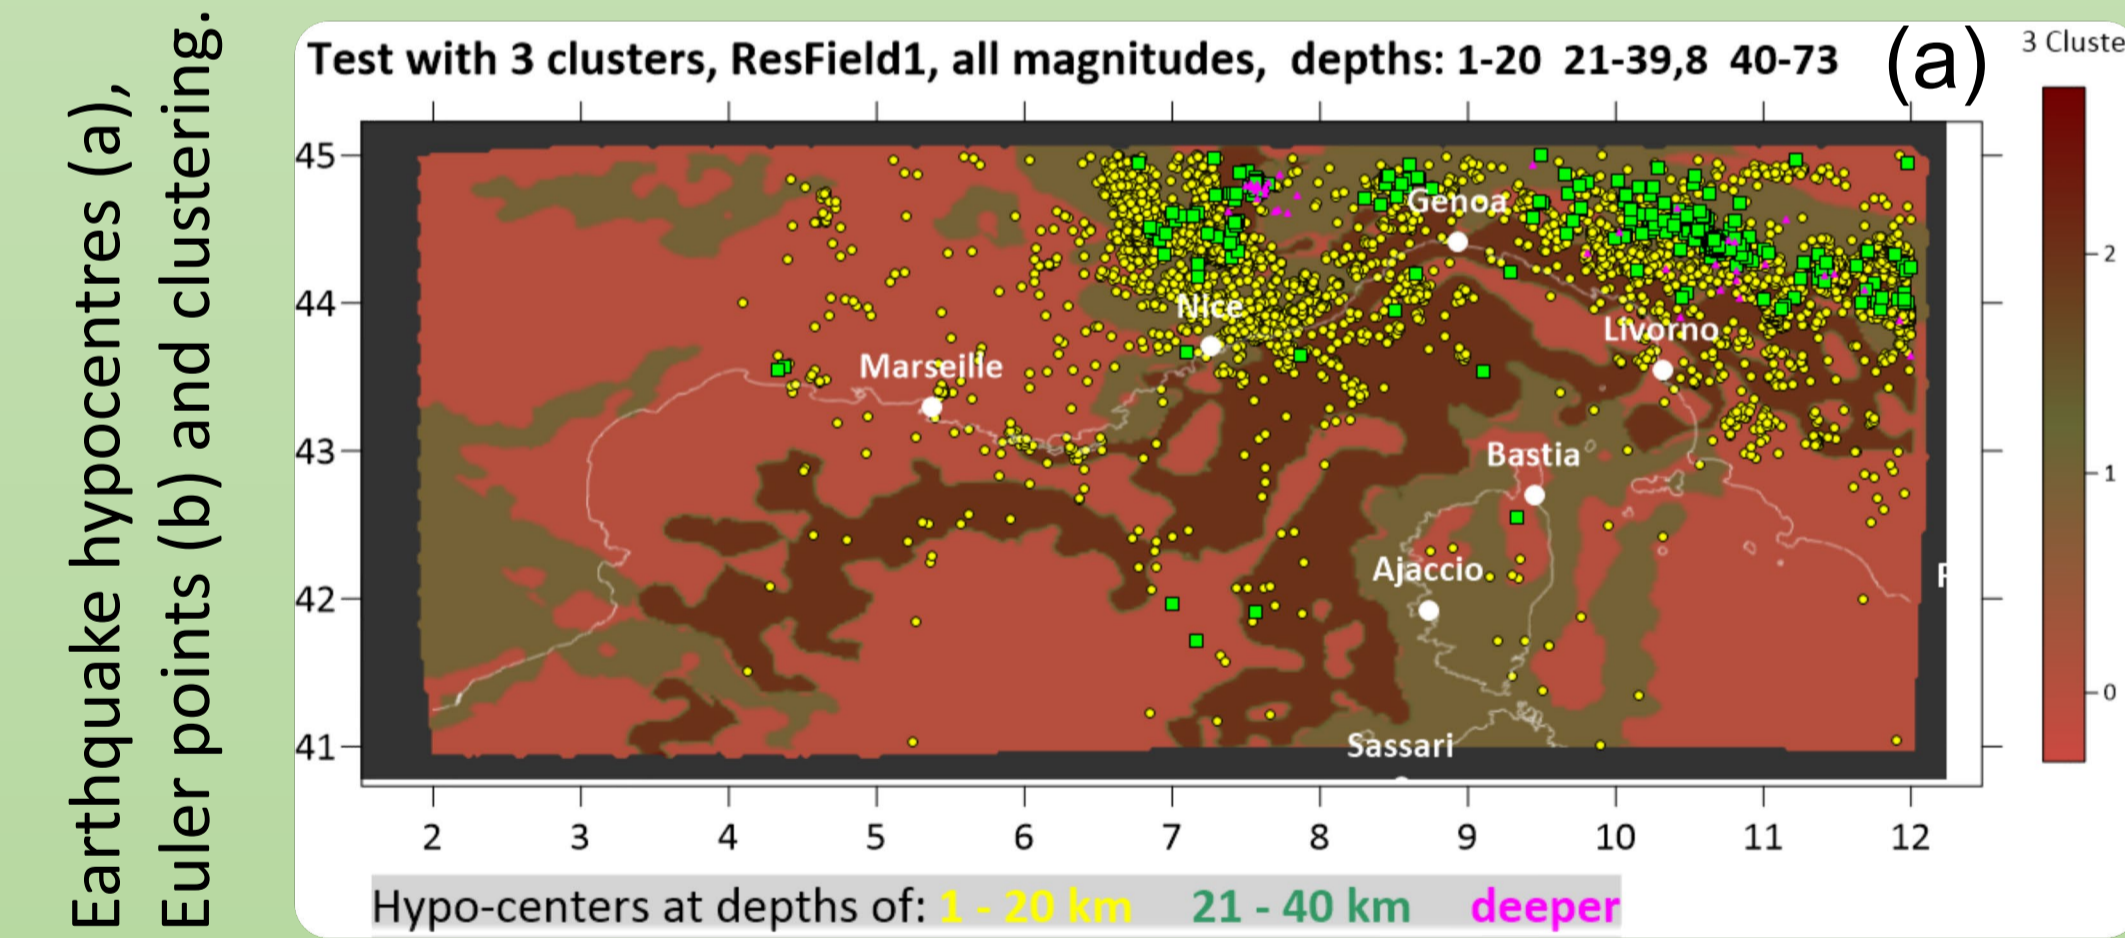 Earthquake hypocentres (a),
Euler points (b) and clustering.
Test with 3 clusters, ResField1, all magnitudes, depths: 1-20 21-39,8 40-73
(a)
3 Cluste
45
44
43
42
41
Genoa
Nice
Livorno
Marseille
Bastia
Ajaccio
Sassari
2
1
0
2 3 4 5 6 7 8 9 10 11 12
Hypo-centers at depths of: 1 - 20 km 21 - 40 km deeper